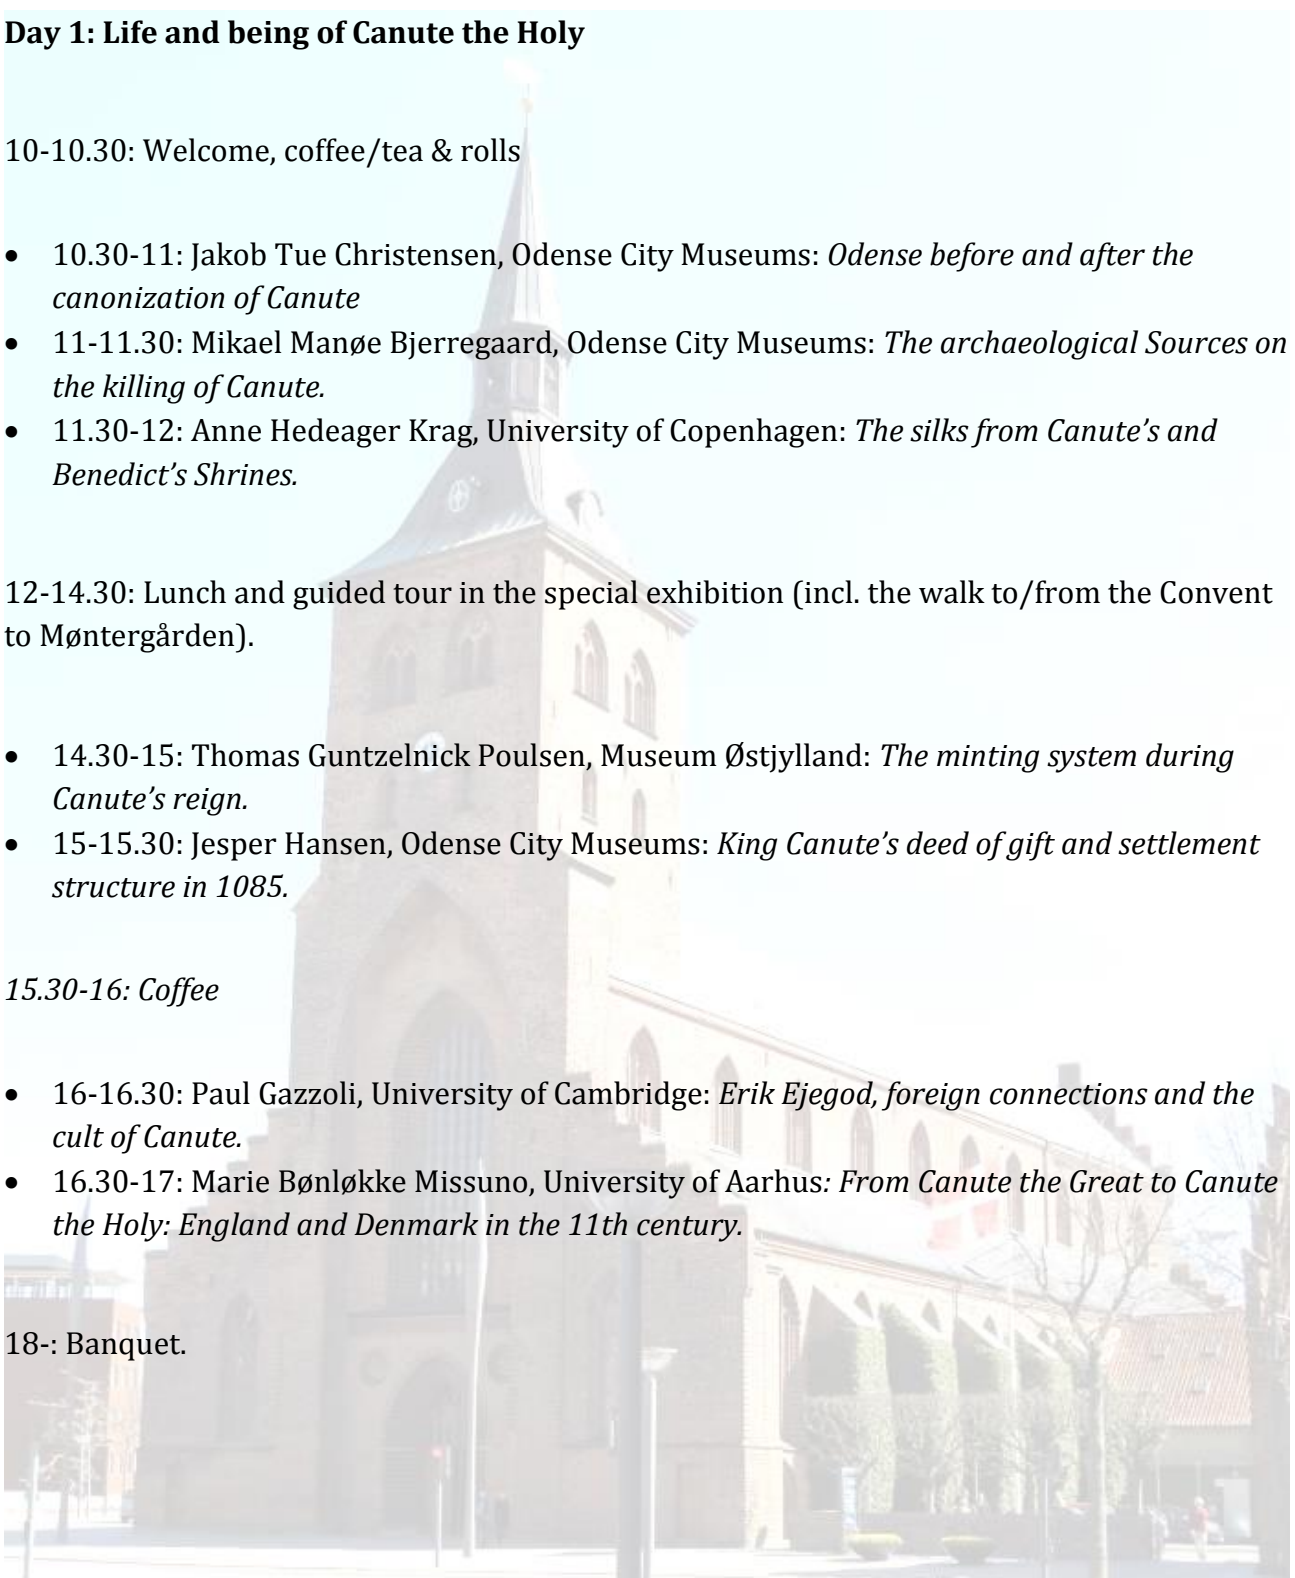 Day 1: Life and being of Canute the Holy
10-10.30: Welcome, coffee/tea & rolls
• 10.30-11: Jakob Tue Christensen, Odense City Museums: Odense before and after the
canonization of Canute
• 11-11.30: Mikael Manøe Bjerregaard, Odense City Museums: The archaeological Sources on
the killing of Canute.
• 11.30-12: Anne Hedeager Krag, University of Copenhagen: The silks from Canute’s and
Benedict’s Shrines.
12-14.30: Lunch and guided tour in the special exhibition (incl. the walk to/from the Convent
to Møntergården).
• 14.30-15: Thomas Guntzelnick Poulsen, Museum Østjylland: The minting system during
Canute’s reign.
• 15-15.30: Jesper Hansen, Odense City Museums: King Canute’s deed of gift and settlement
structure in 1085.
15.30-16: Coffee
• 16-16.30: Paul Gazzoli, University of Cambridge: Erik Ejegod, foreign connections and the
cult of Canute.
• 16.30-17: Marie Bønløkke Missuno, University of Aarhus: From Canute the Great to Canute
the Holy: England and Denmark in the 11th century.
18-: Banquet.